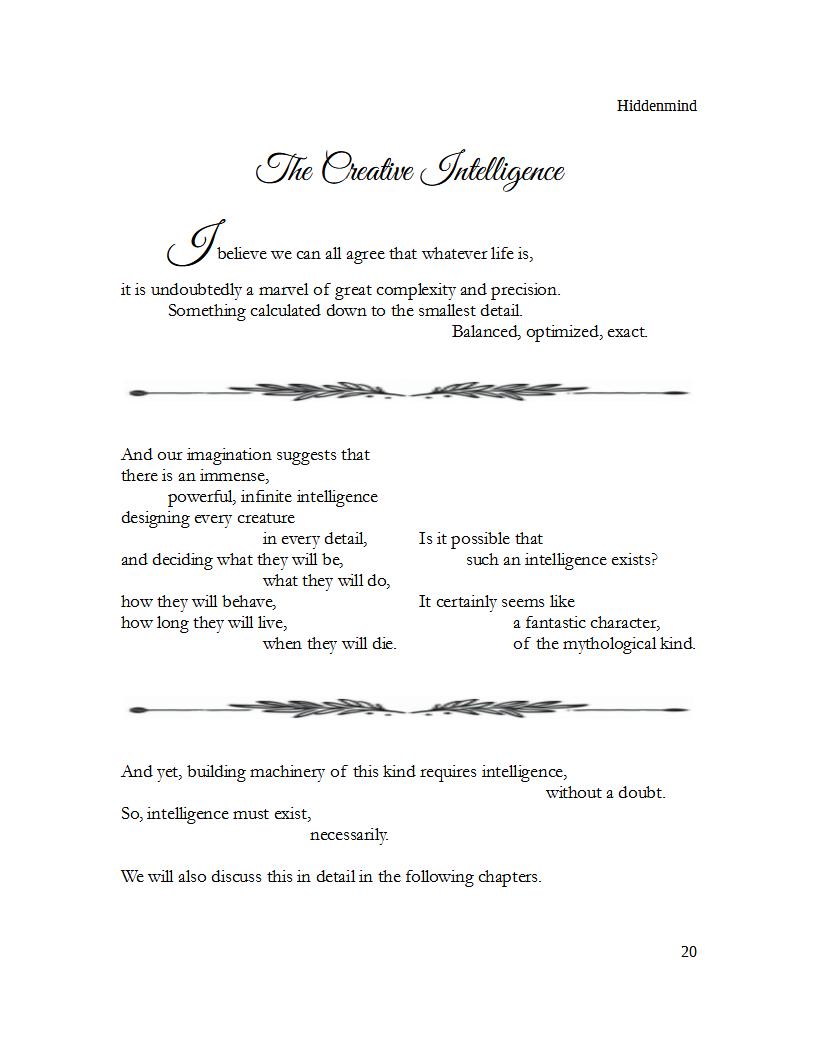 Hiddenmind
The Creative Intelligence
I believe we can all agree that whatever life is,
it is undoubtedly a marvel of great complexity and precision.
Something calculated down to the smallest detail.
Balanced, optimized, exact.
And our imagination suggests that
there is an immense,
powerful, infinite intelligence
designing every creature
in every detail,
and deciding what they will be,
what they will do,
how they will behave,
how long they will live,
when they will die.
Is it possible that
such an intelligence exists?
It certainly seems like
a fantastic character,
of the mythological kind.
And yet, building machinery of this kind requires intelligence,
without a doubt.
So, intelligence must exist,
necessarily.
We will also discuss this in detail in the following chapters.
20